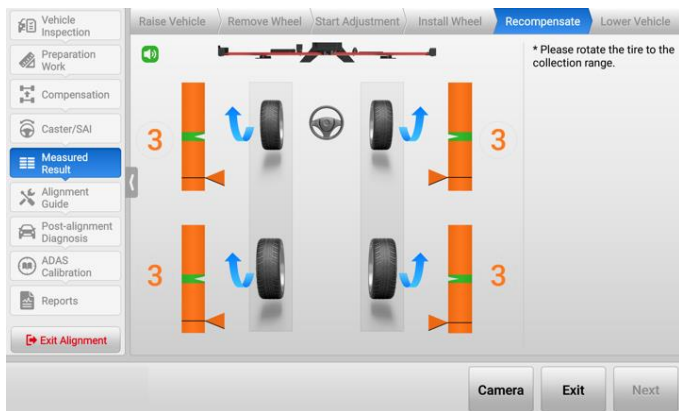 Vehicle
Inspection
Preparation
Work
Compensation
Caster/SAI
Measured
Result
Alignment
Guide
Post-alignment
Diagnosis
ADAS
Calibration
Reports
Exit Alignment
Raise Vehicle
Remove Wheel
Start Adjustment
Install Wheel
Recompensate
Lower Vehicle
* Please rotate the tire to the
collection range.
3
3
3
3
Camera
Exit
Next